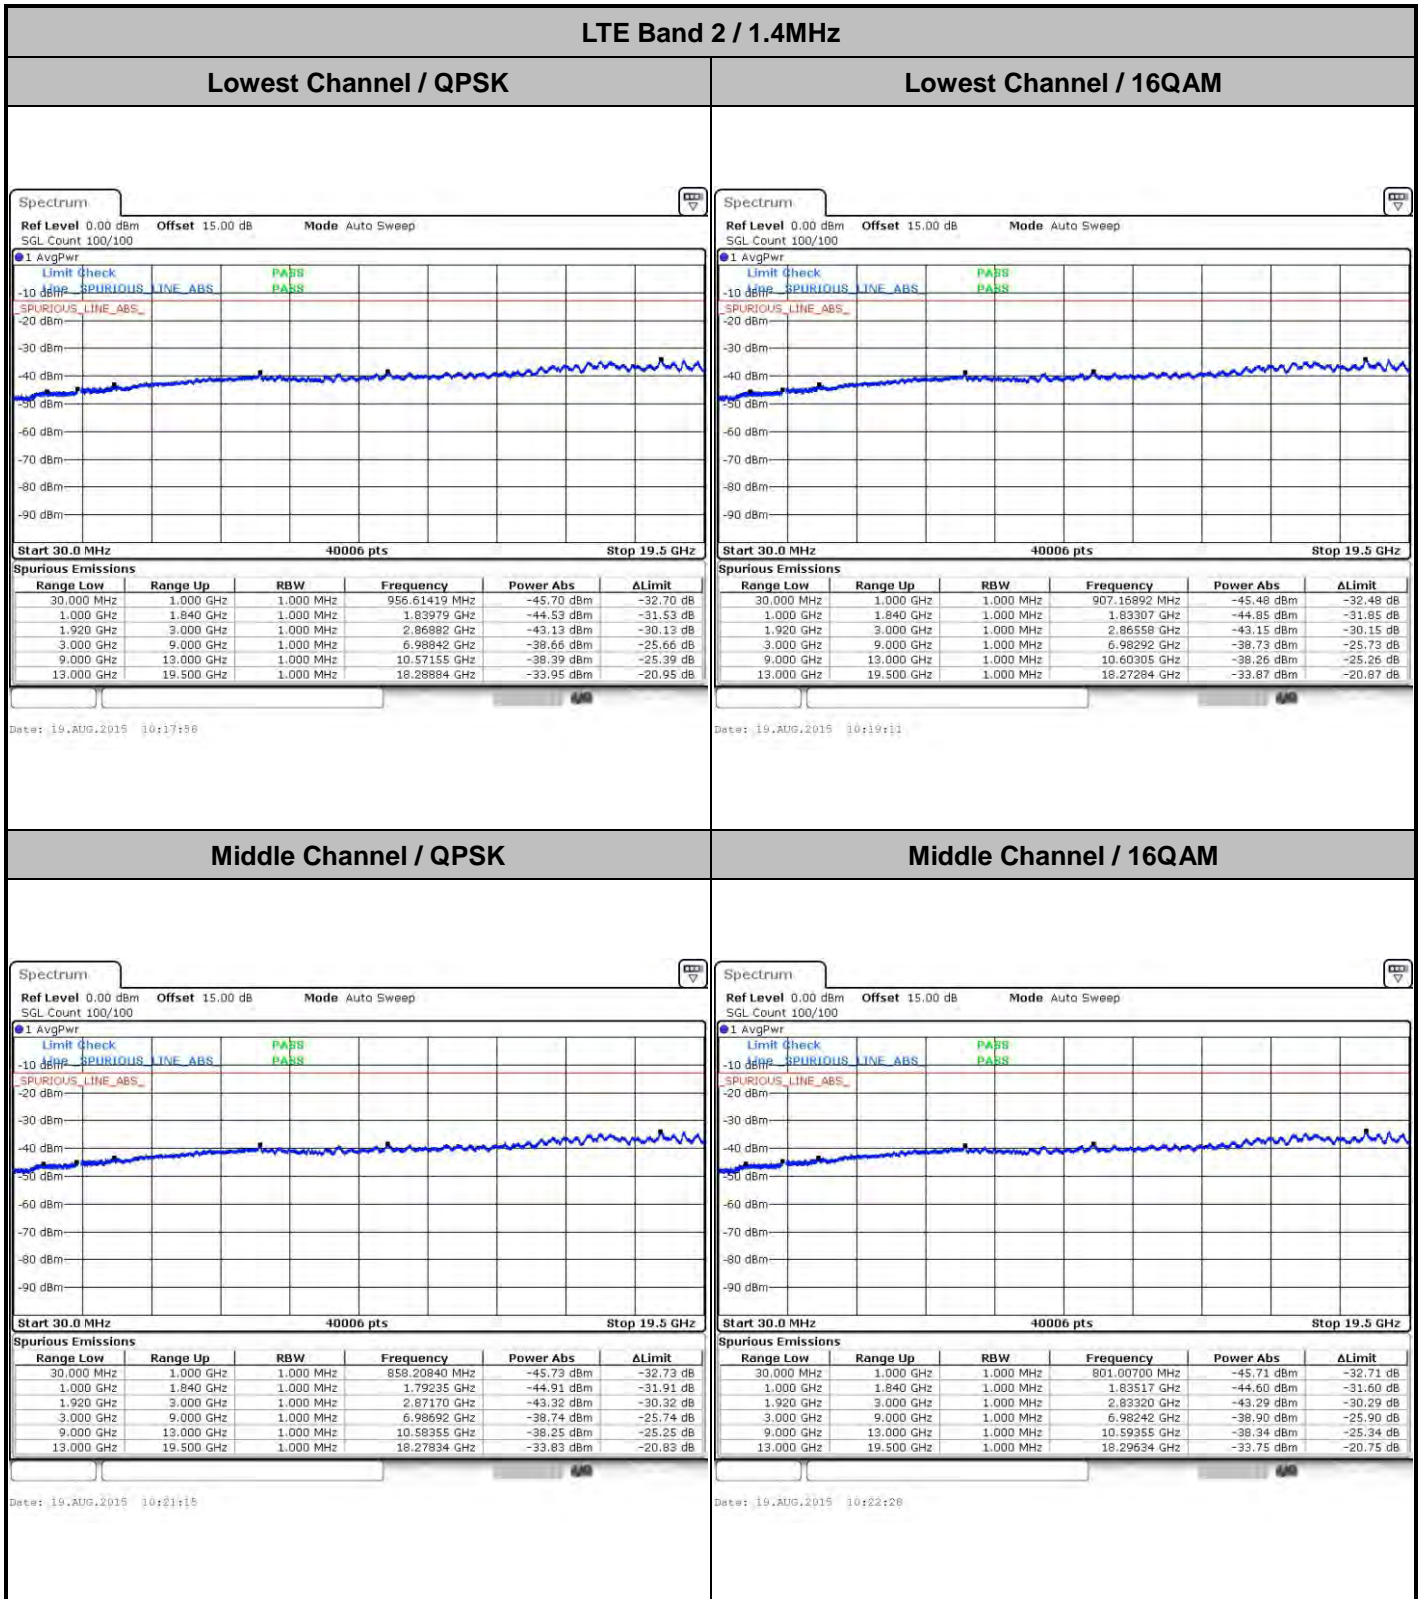 LTE Band 2 / 1.4MHz
Lowest Channel / QPSK
Lowest Channel / 16QAM
Spectrum
Ref Level 0.00 dBm Offset 15.00 dB Mode Auto Sweep
SGL Count 100/100
1 AvgPwr
Limit Check PASS
-10 dBm Line _SPURIOUS_LINE_ABS_ PASS
_SPURIOUS_LINE_ABS_
-20 dBm
-30 dBm
-40 dBm
-50 dBm
-60 dBm
-70 dBm
-80 dBm
-90 dBm
Start 30.0 MHz 40006 pts Stop 19.5 GHz
Spurious Emissions
Range Low Range Up RBW Frequency Power Abs ΔLimit
30.000 MHz 1.000 GHz 1.000 MHz 956.61419 MHz -45.70 dBm -32.70 dB
1.000 GHz 1.840 GHz 1.000 MHz 1.83979 GHz -44.53 dBm -31.53 dB
1.920 GHz 3.000 GHz 1.000 MHz 2.86882 GHz -43.13 dBm -30.13 dB
3.000 GHz 9.000 GHz 1.000 MHz 6.98842 GHz -38.66 dBm -25.66 dB
9.000 GHz 13.000 GHz 1.000 MHz 10.57155 GHz -38.39 dBm -25.39 dB
13.000 GHz 19.500 GHz 1.000 MHz 18.28884 GHz -33.95 dBm -20.95 dB
Date: 19.AUG.2015 10:17:58
Spectrum
Ref Level 0.00 dBm Offset 15.00 dB Mode Auto Sweep
SGL Count 100/100
1 AvgPwr
Limit Check PASS
-10 dBm Line _SPURIOUS_LINE_ABS_ PASS
_SPURIOUS_LINE_ABS_
-20 dBm
-30 dBm
-40 dBm
-50 dBm
-60 dBm
-70 dBm
-80 dBm
-90 dBm
Start 30.0 MHz 40006 pts Stop 19.5 GHz
Spurious Emissions
Range Low Range Up RBW Frequency Power Abs ΔLimit
30.000 MHz 1.000 GHz 1.000 MHz 907.16892 MHz -45.48 dBm -32.48 dB
1.000 GHz 1.840 GHz 1.000 MHz 1.83307 GHz -44.85 dBm -31.85 dB
1.920 GHz 3.000 GHz 1.000 MHz 2.86558 GHz -43.15 dBm -30.15 dB
3.000 GHz 9.000 GHz 1.000 MHz 6.98292 GHz -38.73 dBm -25.73 dB
9.000 GHz 13.000 GHz 1.000 MHz 10.60305 GHz -38.26 dBm -25.26 dB
13.000 GHz 19.500 GHz 1.000 MHz 18.27284 GHz -33.87 dBm -20.87 dB
Date: 19.AUG.2015 10:19:11
Middle Channel / QPSK
Middle Channel / 16QAM
Spectrum
Ref Level 0.00 dBm Offset 15.00 dB Mode Auto Sweep
SGL Count 100/100
1 AvgPwr
Limit Check PASS
-10 dBm Line _SPURIOUS_LINE_ABS_ PASS
_SPURIOUS_LINE_ABS_
-20 dBm
-30 dBm
-40 dBm
-50 dBm
-60 dBm
-70 dBm
-80 dBm
-90 dBm
Start 30.0 MHz 40006 pts Stop 19.5 GHz
Spurious Emissions
Range Low Range Up RBW Frequency Power Abs ΔLimit
30.000 MHz 1.000 GHz 1.000 MHz 858.20840 MHz -45.73 dBm -32.73 dB
1.000 GHz 1.840 GHz 1.000 MHz 1.79235 GHz -44.91 dBm -31.91 dB
1.920 GHz 3.000 GHz 1.000 MHz 2.87170 GHz -43.32 dBm -30.32 dB
3.000 GHz 9.000 GHz 1.000 MHz 6.98692 GHz -38.74 dBm -25.74 dB
9.000 GHz 13.000 GHz 1.000 MHz 10.58355 GHz -38.25 dBm -25.25 dB
13.000 GHz 19.500 GHz 1.000 MHz 18.27834 GHz -33.83 dBm -20.83 dB
Date: 19.AUG.2015 10:21:15
Spectrum
Ref Level 0.00 dBm Offset 15.00 dB Mode Auto Sweep
SGL Count 100/100
1 AvgPwr
Limit Check PASS
-10 dBm Line _SPURIOUS_LINE_ABS_ PASS
_SPURIOUS_LINE_ABS_
-20 dBm
-30 dBm
-40 dBm
-50 dBm
-60 dBm
-70 dBm
-80 dBm
-90 dBm
Start 30.0 MHz 40006 pts Stop 19.5 GHz
Spurious Emissions
Range Low Range Up RBW Frequency Power Abs ΔLimit
30.000 MHz 1.000 GHz 1.000 MHz 801.00700 MHz -45.71 dBm -32.71 dB
1.000 GHz 1.840 GHz 1.000 MHz 1.83517 GHz -44.60 dBm -31.60 dB
1.920 GHz 3.000 GHz 1.000 MHz 2.83320 GHz -43.29 dBm -30.29 dB
3.000 GHz 9.000 GHz 1.000 MHz 6.98242 GHz -38.90 dBm -25.90 dB
9.000 GHz 13.000 GHz 1.000 MHz 10.59355 GHz -38.34 dBm -25.34 dB
13.000 GHz 19.500 GHz 1.000 MHz 18.29634 GHz -33.75 dBm -20.75 dB
Date: 19.AUG.2015 10:22:28